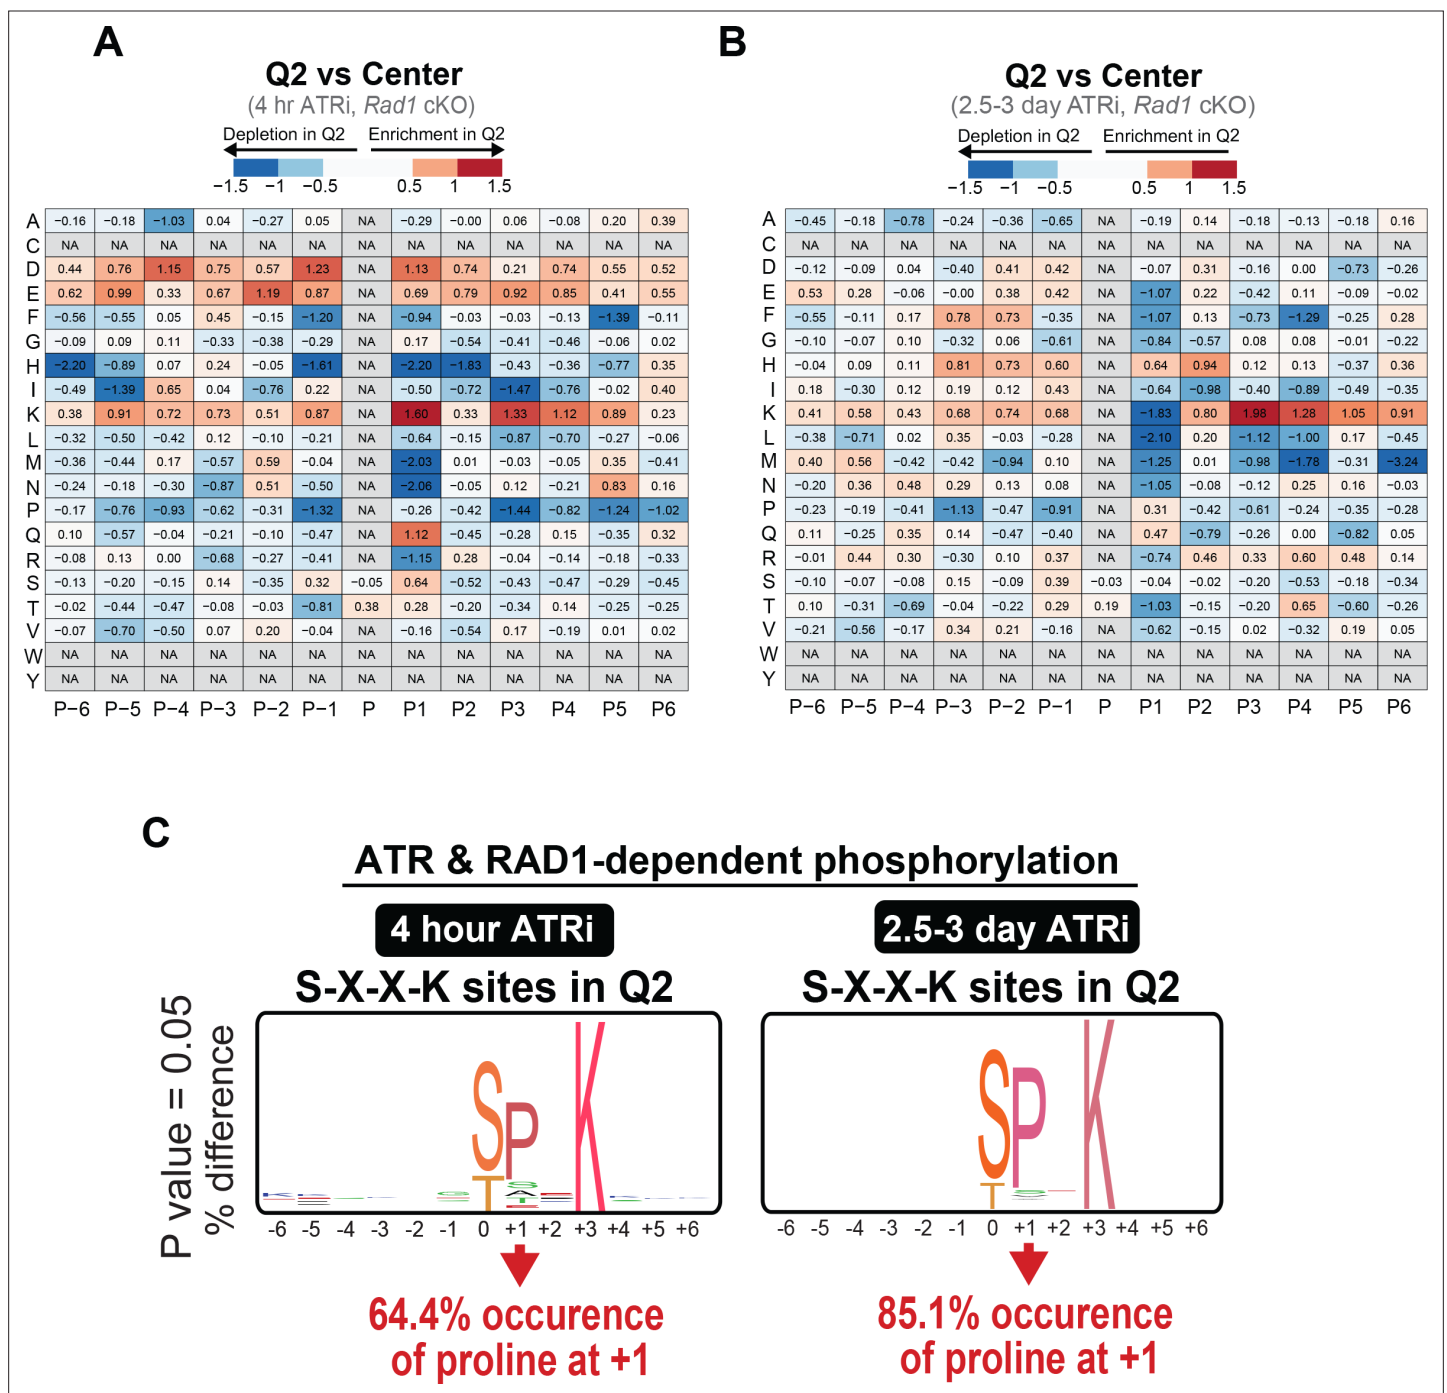 A
Q2 vs Center
(4 hr ATRi, Rad1 cKO)
Depletion in Q2 Enrichment in Q2
−1.5 −1 −0.5 0.5 1 1.5
A −0.16 −0.18 −1.03 0.04 −0.27 0.05 NA −0.29 −0.00 0.06 −0.08 0.20 0.39
C NA NA NA NA NA NA NA NA NA NA NA NA NA
D 0.44 0.76 1.15 0.75 0.57 1.23 NA 1.13 0.74 0.21 0.74 0.55 0.52
E 0.62 0.99 0.33 0.67 1.19 0.87 NA 0.69 0.79 0.92 0.85 0.41 0.55
F −0.56 −0.55 0.05 0.45 −0.15 −1.20 NA −0.94 −0.03 −0.03 −0.13 −1.39 −0.11
G −0.09 0.09 0.11 −0.33 −0.38 −0.29 NA 0.17 −0.54 −0.41 −0.46 −0.06 0.02
H −2.20 −0.89 0.07 0.24 −0.05 −1.61 NA −2.20 −1.83 −0.43 −0.36 −0.77 0.35
I −0.49 −1.39 0.65 0.04 −0.76 0.22 NA −0.50 −0.72 −1.47 −0.76 −0.02 0.40
K 0.38 0.91 0.72 0.73 0.51 0.87 NA 1.60 0.33 1.33 1.12 0.89 0.23
L −0.32 −0.50 −0.42 0.12 −0.10 −0.21 NA −0.64 −0.15 −0.87 −0.70 −0.27 −0.06
M −0.36 −0.44 0.17 −0.57 0.59 −0.04 NA −2.03 0.01 −0.03 −0.05 0.35 −0.41
N −0.24 −0.18 −0.30 −0.87 0.51 −0.50 NA −2.06 −0.05 0.12 −0.21 0.83 0.16
P −0.17 −0.76 −0.93 −0.62 −0.31 −1.32 NA −0.26 −0.42 −1.44 −0.82 −1.24 −1.02
Q 0.10 −0.57 −0.04 −0.21 −0.10 −0.47 NA 1.12 −0.45 −0.28 0.15 −0.35 0.32
R −0.08 0.13 0.00 −0.68 −0.27 −0.41 NA −1.15 0.28 −0.04 −0.14 −0.18 −0.33
S −0.13 −0.20 −0.15 0.14 −0.35 0.32 −0.05 0.64 −0.52 −0.43 −0.47 −0.29 −0.45
T −0.02 −0.44 −0.47 −0.08 −0.03 −0.81 0.38 0.28 −0.20 −0.34 0.14 −0.25 −0.25
V −0.07 −0.70 −0.50 0.07 0.20 −0.04 NA −0.16 −0.54 0.17 −0.19 0.01 0.02
W NA NA NA NA NA NA NA NA NA NA NA NA NA
Y NA NA NA NA NA NA NA NA NA NA NA NA NA
P−6 P−5 P−4 P−3 P−2 P−1 P P1 P2 P3 P4 P5 P6
B
Q2 vs Center
(2.5-3 day ATRi, Rad1 cKO)
Depletion in Q2 Enrichment in Q2
−1.5 −1 −0.5 0.5 1 1.5
A −0.45 −0.18 −0.78 −0.24 −0.36 −0.65 NA −0.19 0.14 −0.18 −0.13 −0.18 0.16
C NA NA NA NA NA NA NA NA NA NA NA NA NA
D −0.12 −0.09 0.04 −0.40 0.41 0.42 NA −0.07 0.31 −0.16 0.00 −0.73 −0.26
E 0.53 0.28 −0.06 −0.00 0.38 0.42 NA −1.07 0.22 −0.42 0.11 −0.09 −0.02
F −0.55 −0.11 0.17 0.78 0.73 −0.35 NA −1.07 0.13 −0.73 −1.29 −0.25 0.28
G −0.10 −0.07 0.10 −0.32 0.06 −0.61 NA −0.84 −0.57 0.08 0.08 −0.01 −0.22
H −0.04 0.09 0.11 0.81 0.73 0.60 NA 0.64 0.94 0.12 0.13 −0.37 0.36
I 0.18 −0.30 0.12 0.19 0.12 0.43 NA −0.64 −0.98 −0.40 −0.89 −0.49 −0.35
K 0.41 0.58 0.43 0.68 0.74 0.68 NA −1.83 0.80 1.98 1.28 1.05 0.91
L −0.38 −0.71 0.02 0.35 −0.03 −0.28 NA −2.10 0.20 −1.12 −1.00 0.17 −0.45
M 0.40 0.56 −0.42 −0.42 −0.94 0.10 NA −1.25 0.01 −0.98 −1.78 −0.31 −3.24
N −0.20 0.36 0.48 0.29 0.13 0.08 NA −1.05 −0.08 −0.12 0.25 0.16 −0.03
P −0.23 −0.19 −0.41 −1.13 −0.47 −0.91 NA 0.31 −0.42 −0.61 −0.24 −0.35 −0.28
Q 0.11 −0.25 0.35 0.14 −0.47 −0.40 NA 0.47 −0.79 −0.26 0.00 −0.82 0.05
R −0.01 0.44 0.30 −0.30 0.10 0.37 NA −0.74 0.46 0.33 0.60 0.48 0.14
S −0.10 −0.07 −0.08 0.15 −0.09 0.39 −0.03 −0.04 −0.02 −0.20 −0.53 −0.18 −0.34
T 0.10 −0.31 −0.69 −0.04 −0.22 0.29 0.19 −1.03 −0.15 −0.20 0.65 −0.60 −0.26
V −0.21 −0.56 −0.17 0.34 0.21 −0.16 NA −0.62 −0.15 0.02 −0.32 0.19 0.05
W NA NA NA NA NA NA NA NA NA NA NA NA NA
Y NA NA NA NA NA NA NA NA NA NA NA NA NA
P−6 P−5 P−4 P−3 P−2 P−1 P P1 P2 P3 P4 P5 P6
C
ATR & RAD1-dependent phosphorylation
4 hour ATRi
S-X-X-K sites in Q2
P value = 0.05
% difference
S P K
T
-6 -5 -4 -3 -2 -1 0 +1 +2 +3 +4 +5 +6
64.4% occurence
of proline at +1
2.5-3 day ATRi
S-X-X-K sites in Q2
S P K
T
-6 -5 -4 -3 -2 -1 0 +1 +2 +3 +4 +5 +6
85.1% occurence
of proline at +1